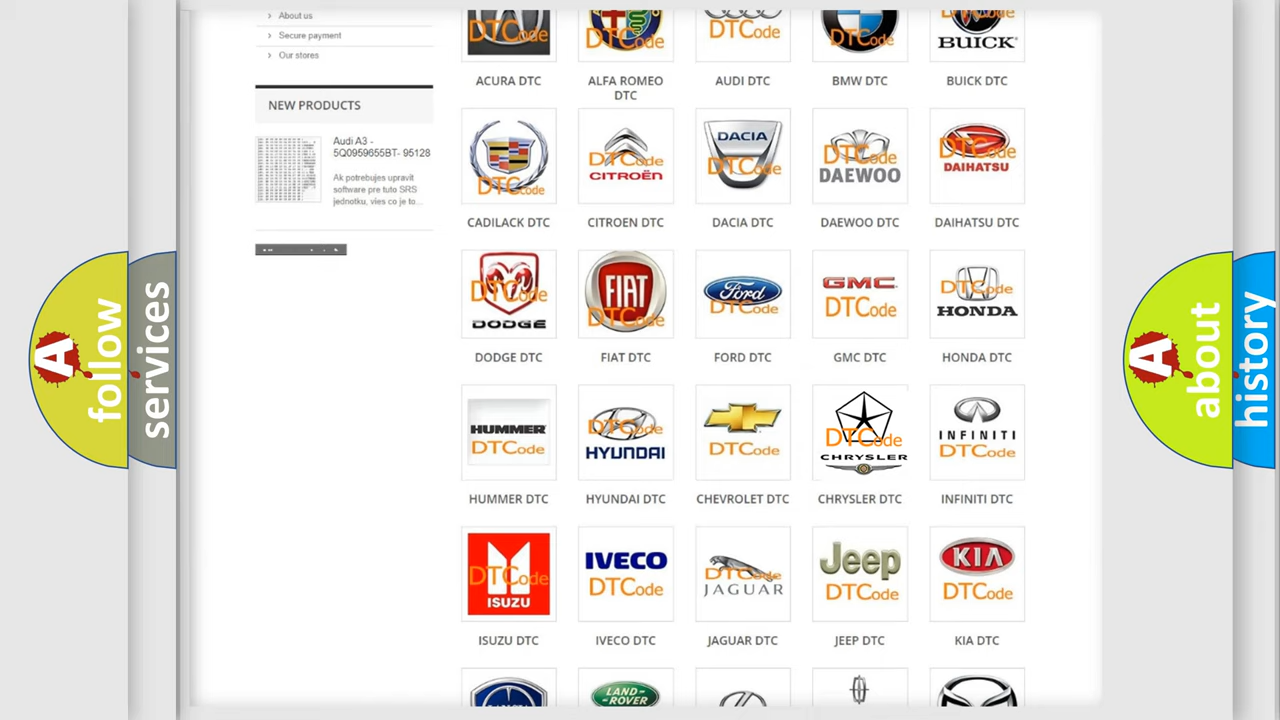 About us
Secure payment
Our stores
NEW PRODUCTS
Audi A3 -
5Q0959655BT- 95128
Ak potrebujes upravit
software pre tuto SRS
jednotku, vies co je to...
DTCode
DTCode
DTCode
DTCode
BUICK
ACURA DTC
ALFA ROMEO
DTC
AUDI DTC
BMW DTC
BUICK DTC
DTCode
DTCode
CITROËN
DACIA
DTCode
DTCode
DAEWOO
DTCode
DAIHATSU
CADILACK DTC
CITROEN DTC
DACIA DTC
DAEWOO DTC
DAIHATSU DTC
DTCode
DODGE
FIAT
DTCode
Ford
DTCode
GMC
DTCode
DTCode
HONDA
DODGE DTC
FIAT DTC
FORD DTC
GMC DTC
HONDA DTC
HUMMER
DTCode
DTCode
HYUNDAI
DTCode
DTCode
CHRYSLER
INFINITI
DTCode
HUMMER DTC
HYUNDAI DTC
CHEVROLET DTC
CHRYSLER DTC
INFINITI DTC
DTCode
ISUZU
IVECO
DTCode
DTCode
JAGUAR
Jeep
DTCode
KIA
DTCode
ISUZU DTC
IVECO DTC
JAGUAR DTC
JEEP DTC
KIA DTC
LAND-
ROVER
A
follow
services
A
about
history